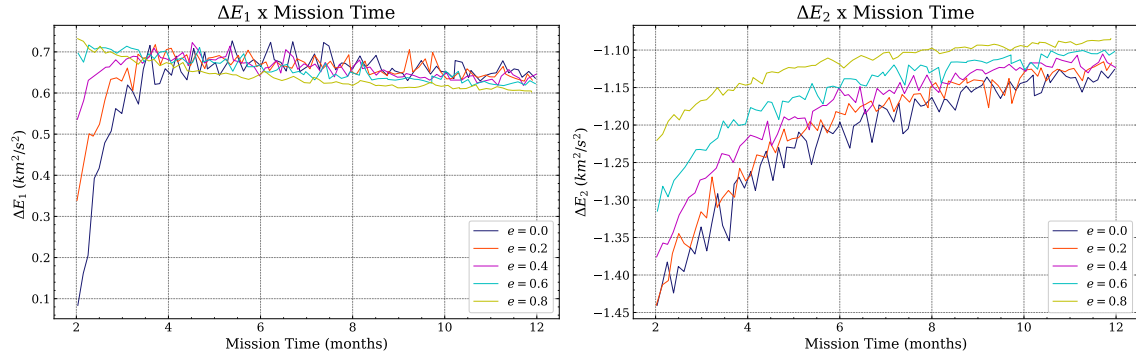 ΔE₁ x Mission Time
ΔE₁ (km²/s²)
0.7
0.6
0.5
0.4
0.3
0.2
0.1
2
4
6
8
10
12
Mission Time (months)
e = 0.0
e = 0.2
e = 0.4
e = 0.6
e = 0.8
ΔE₂ x Mission Time
ΔE₂ (km²/s²)
−1.10
−1.15
−1.20
−1.25
−1.30
−1.35
−1.40
−1.45
2
4
6
8
10
12
Mission Time (months)
e = 0.0
e = 0.2
e = 0.4
e = 0.6
e = 0.8